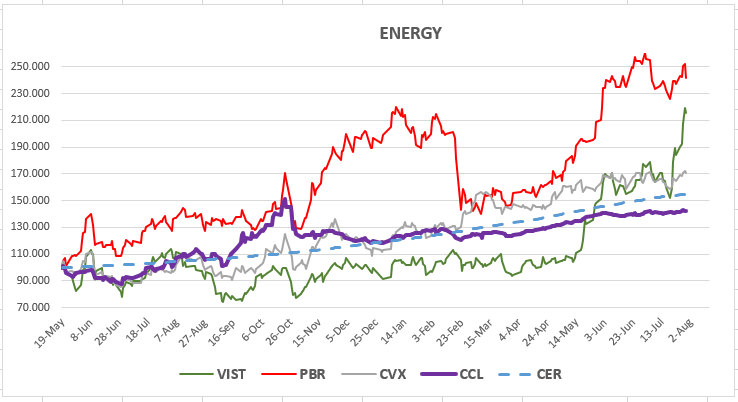 ENERGY
250.000
230.000
210.000
190.000
170.000
150.000
130.000
110.000
90.000
70.000
19-May
8-Jun
28-Jun
18-Jul
7-Aug
27-Aug
16-Sep
6-Oct
26-Oct
15-Nov
5-Dec
25-Dec
14-Jan
3-Feb
23-Feb
15-Mar
4-Apr
24-Apr
14-May
3-Jun
23-Jun
13-Jul
2-Aug
VIST PBR CVX CCL CER